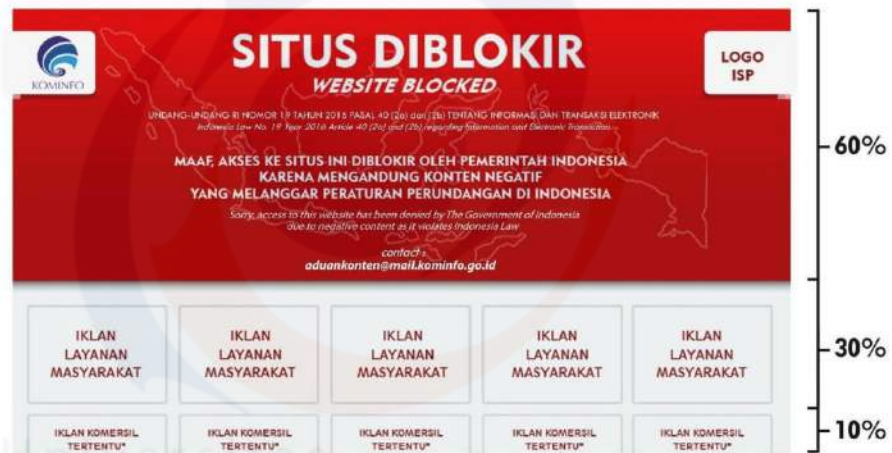 KOMINFO
SITUS DIBLOKIR
WEBSITE BLOCKED
LOGO
ISP
UNDANG-UNDANG RI NOMOR 19 TAHUN 2016 PASAL 40 (2a) dan (2b) TENTANG INFORMASI DAN TRANSAKSI ELEKTRONIK
Indonesia Law No. 19 Year 2016 Article 40 (2a) and (2b) regarding Information and Electronic Transaction
MAAF, AKSES KE SITUS INI DIBLOKIR OLEH PEMERINTAH INDONESIA
KARENA MENGANDUNG KONTEN NEGATIF
YANG MELANGGAR PERATURAN PERUNDANGAN DI INDONESIA
Sorry, access to this website has been denied by The Government of Indonesia
due to negative content as it violates Indonesia Law
contact :
aduankonten@mail.kominfo.go.id
60%
IKLAN
LAYANAN
MASYARAKAT
IKLAN
LAYANAN
MASYARAKAT
IKLAN
LAYANAN
MASYARAKAT
IKLAN
LAYANAN
MASYARAKAT
IKLAN
LAYANAN
MASYARAKAT
30%
IKLAN KOMERSIL
TERTENTU*
IKLAN KOMERSIL
TERTENTU*
IKLAN KOMERSIL
TERTENTU*
IKLAN KOMERSIL
TERTENTU*
IKLAN KOMERSIL
TERTENTU*
10%